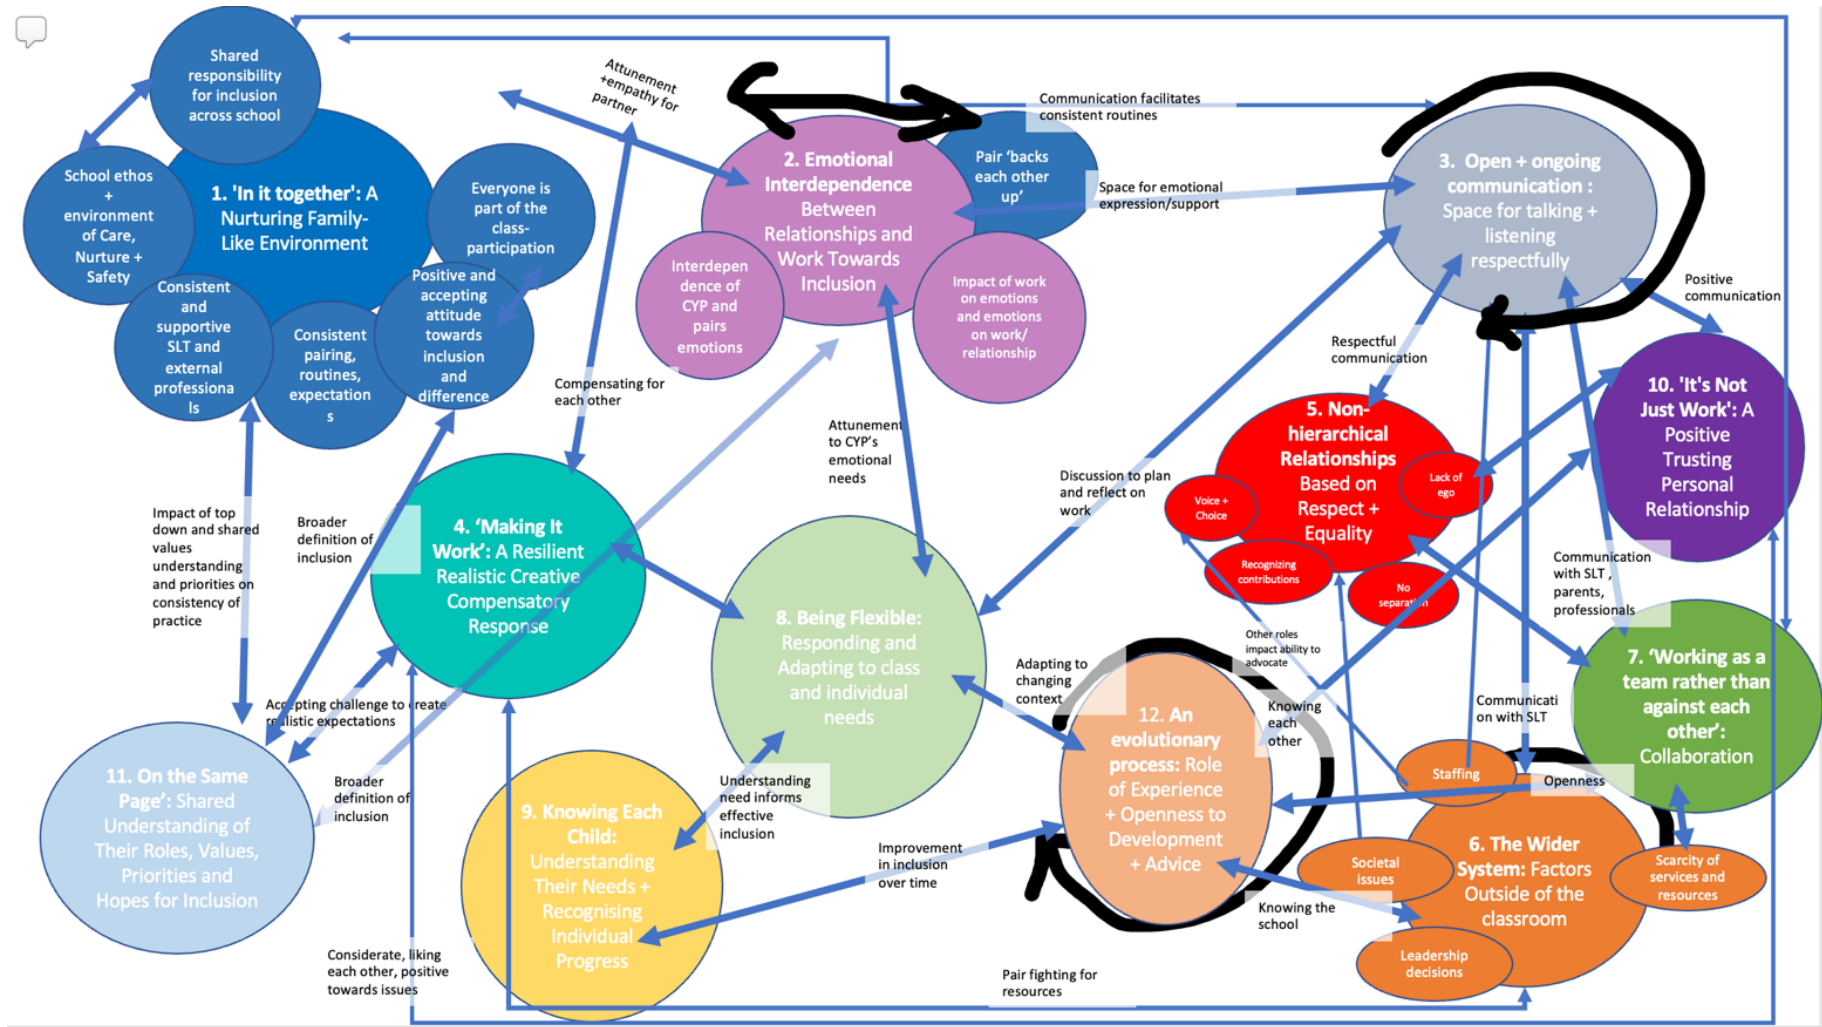 Shared
responsibility
for inclusion
across school
School ethos
+
environment
of Care,
Nurture +
Safety
1. 'In it together': A
Nurturing Family-
Like Environment
Everyone is
part of the
class-
participation
Consistent
and
supportive
SLT and
external
professiona
ls
Consistent
pairing,
routines,
expectation
s
Positive and
accepting
attitude
towards
inclusion
and
difference
Attunement
+empathy for
partner
2. Emotional
Interdependence
Between
Relationships and
Work Towards
Inclusion
Pair ‘backs
each other
up’
Interdepen
dence of
CYP and
pairs
emotions
Impact of work
on emotions
and emotions
on work/
relationship
Communication facilitates
consistent routines
Space for emotional
expression/support
3. Open + ongoing
communication :
Space for talking +
listening
respectfully
Positive
communication
Respectful
communication
Compensating for
each other
Attunement
to CYP’s
emotional
needs
Discussion to plan
and reflect on
work
5. Non-
hierarchical
Relationships
Based on
Respect +
Equality
Lack of
ego
Voice +
Choice
Recognizing
contributions
No
separation
10. 'It's Not
Just Work': A
Positive
Trusting
Personal
Relationship
Impact of top
down and shared
values
understanding
and priorities on
consistency of
practice
Broader
definition of
inclusion
4. ‘Making It
Work’: A Resilient
Realistic Creative
Compensatory
Response
8. Being Flexible:
Responding and
Adapting to class
and individual
needs
Communication
with SLT ,
parents,
professionals
Other roles
impact ability to
advocate
Adapting to
changing
context
Knowing
each
other
Communicati
on with SLT
7. ‘Working as a
team rather than
against each
other’:
Collaboration
Accepting challenge to create
realistic expectations
11. On the Same
Page’: Shared
Understanding of
Their Roles, Values,
Priorities and
Hopes for Inclusion
Broader
definition of
inclusion
9. Knowing Each
Child:
Understanding
Their Needs +
Recognising
Individual
Progress
Understanding
need informs
effective
inclusion
12. An
evolutionary
process: Role
of Experience
+ Openness to
Development
+ Advice
Staffing
Openness
Improvement
in inclusion
over time
Societal
issues
6. The Wider
System: Factors
Outside of the
classroom
Scarcity of
services and
resources
Knowing the
school
Leadership
decisions
Considerate, liking
each other, positive
towards issues
Pair fighting for
resources